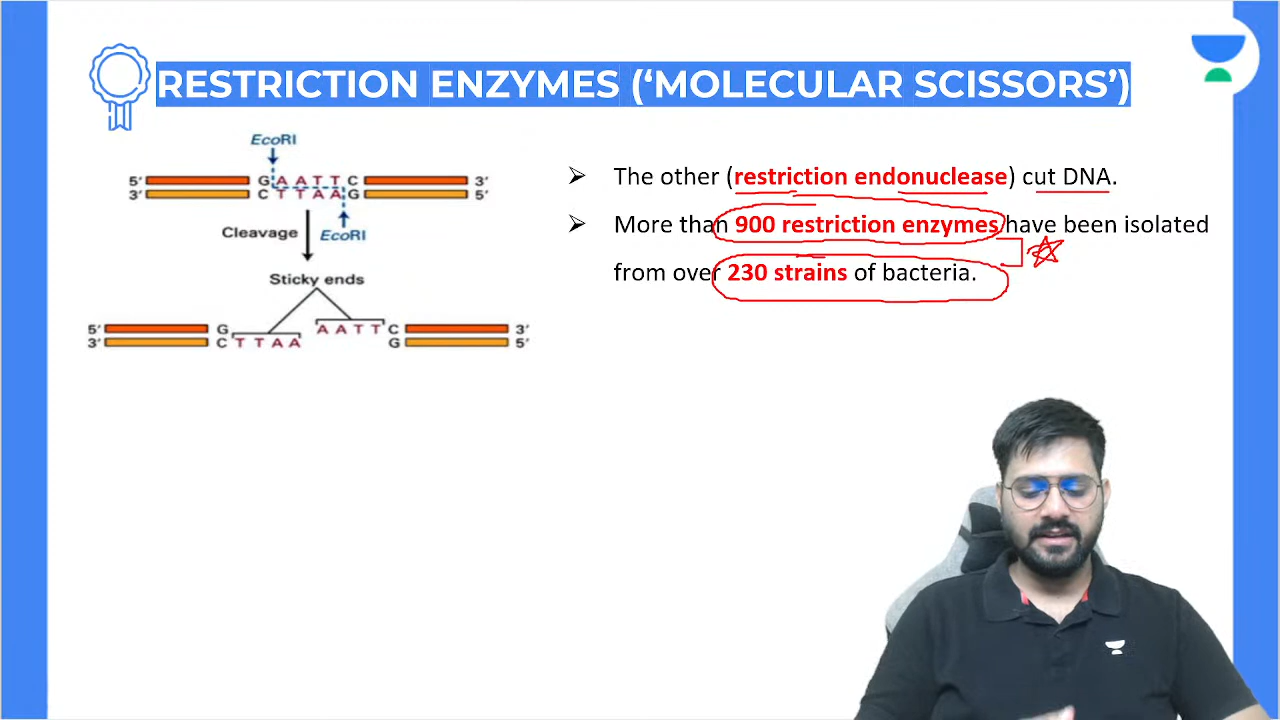 RESTRICTION ENZYMES (‘MOLECULAR SCISSORS’)
EcoRI
5′ G A A T T C 3′
3′ C T T A A G 5′
Cleavage
EcoRI
Sticky ends
5′ G A A T T C 3′
3′ C T T A A G 5′
➢ The other (restriction endonuclease) cut DNA.
➢ More than 900 restriction enzymes have been isolated
from over 230 strains of bacteria.